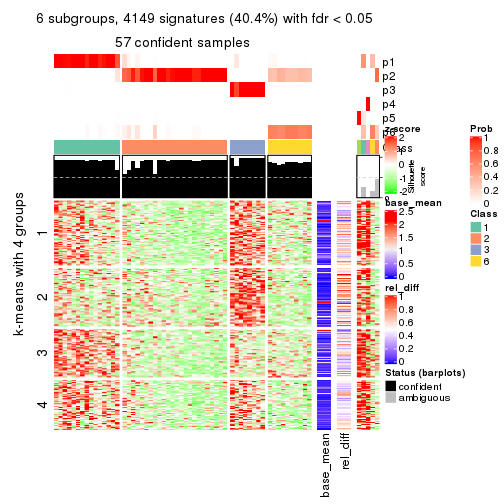 6 subgroups, 4149 signatures (40.4%) with fdr < 0.05
57 confident samples
p1
p2
p3
p4
p5
p6
Class
k-means with 4 groups
1
2
3
4
base_mean
rel_diff
Silhouette
score
z-score
2
1
0
-1
-2
base_mean
2.5
2
1.5
1
0.5
0
rel_diff
1
0.8
0.6
0.4
0.2
0
Status (barplots)
confident
ambiguous
Prob
1
0.8
0.6
0.4
0.2
0
Class
1
2
3
6